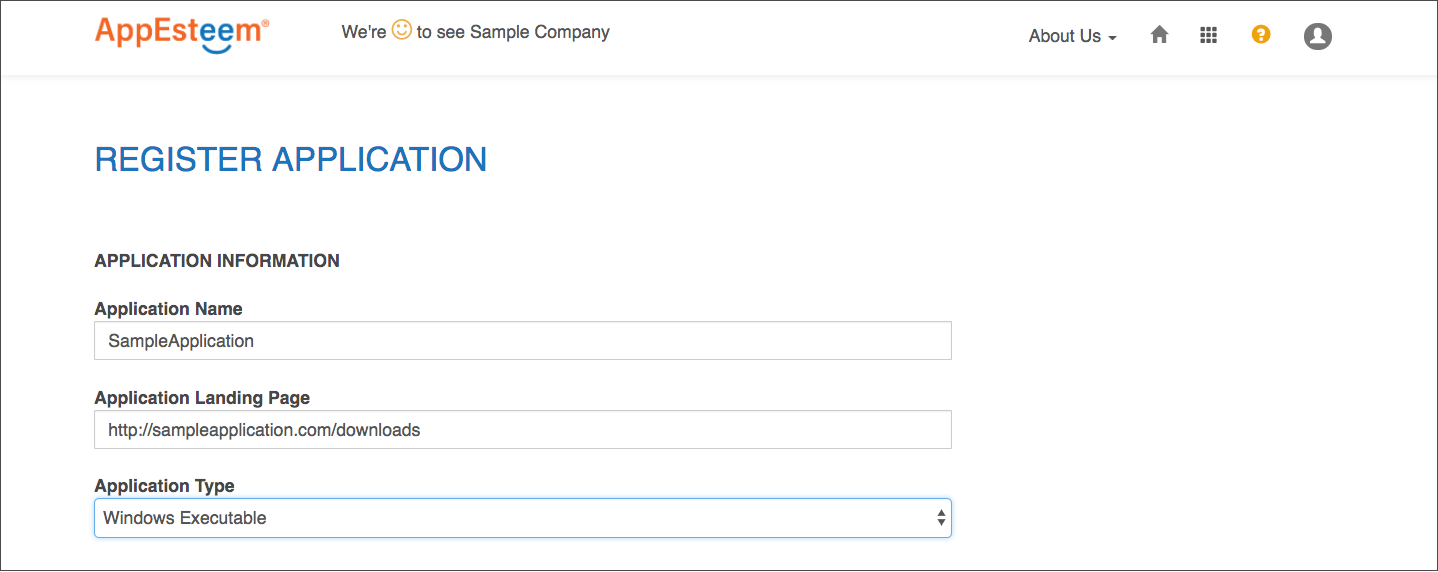 AppEsteem®
We're to see Sample Company
About Us
?
REGISTER APPLICATION
APPLICATION INFORMATION
Application Name
SampleApplication
Application Landing Page
http://sampleapplication.com/downloads
Application Type
Windows Executable